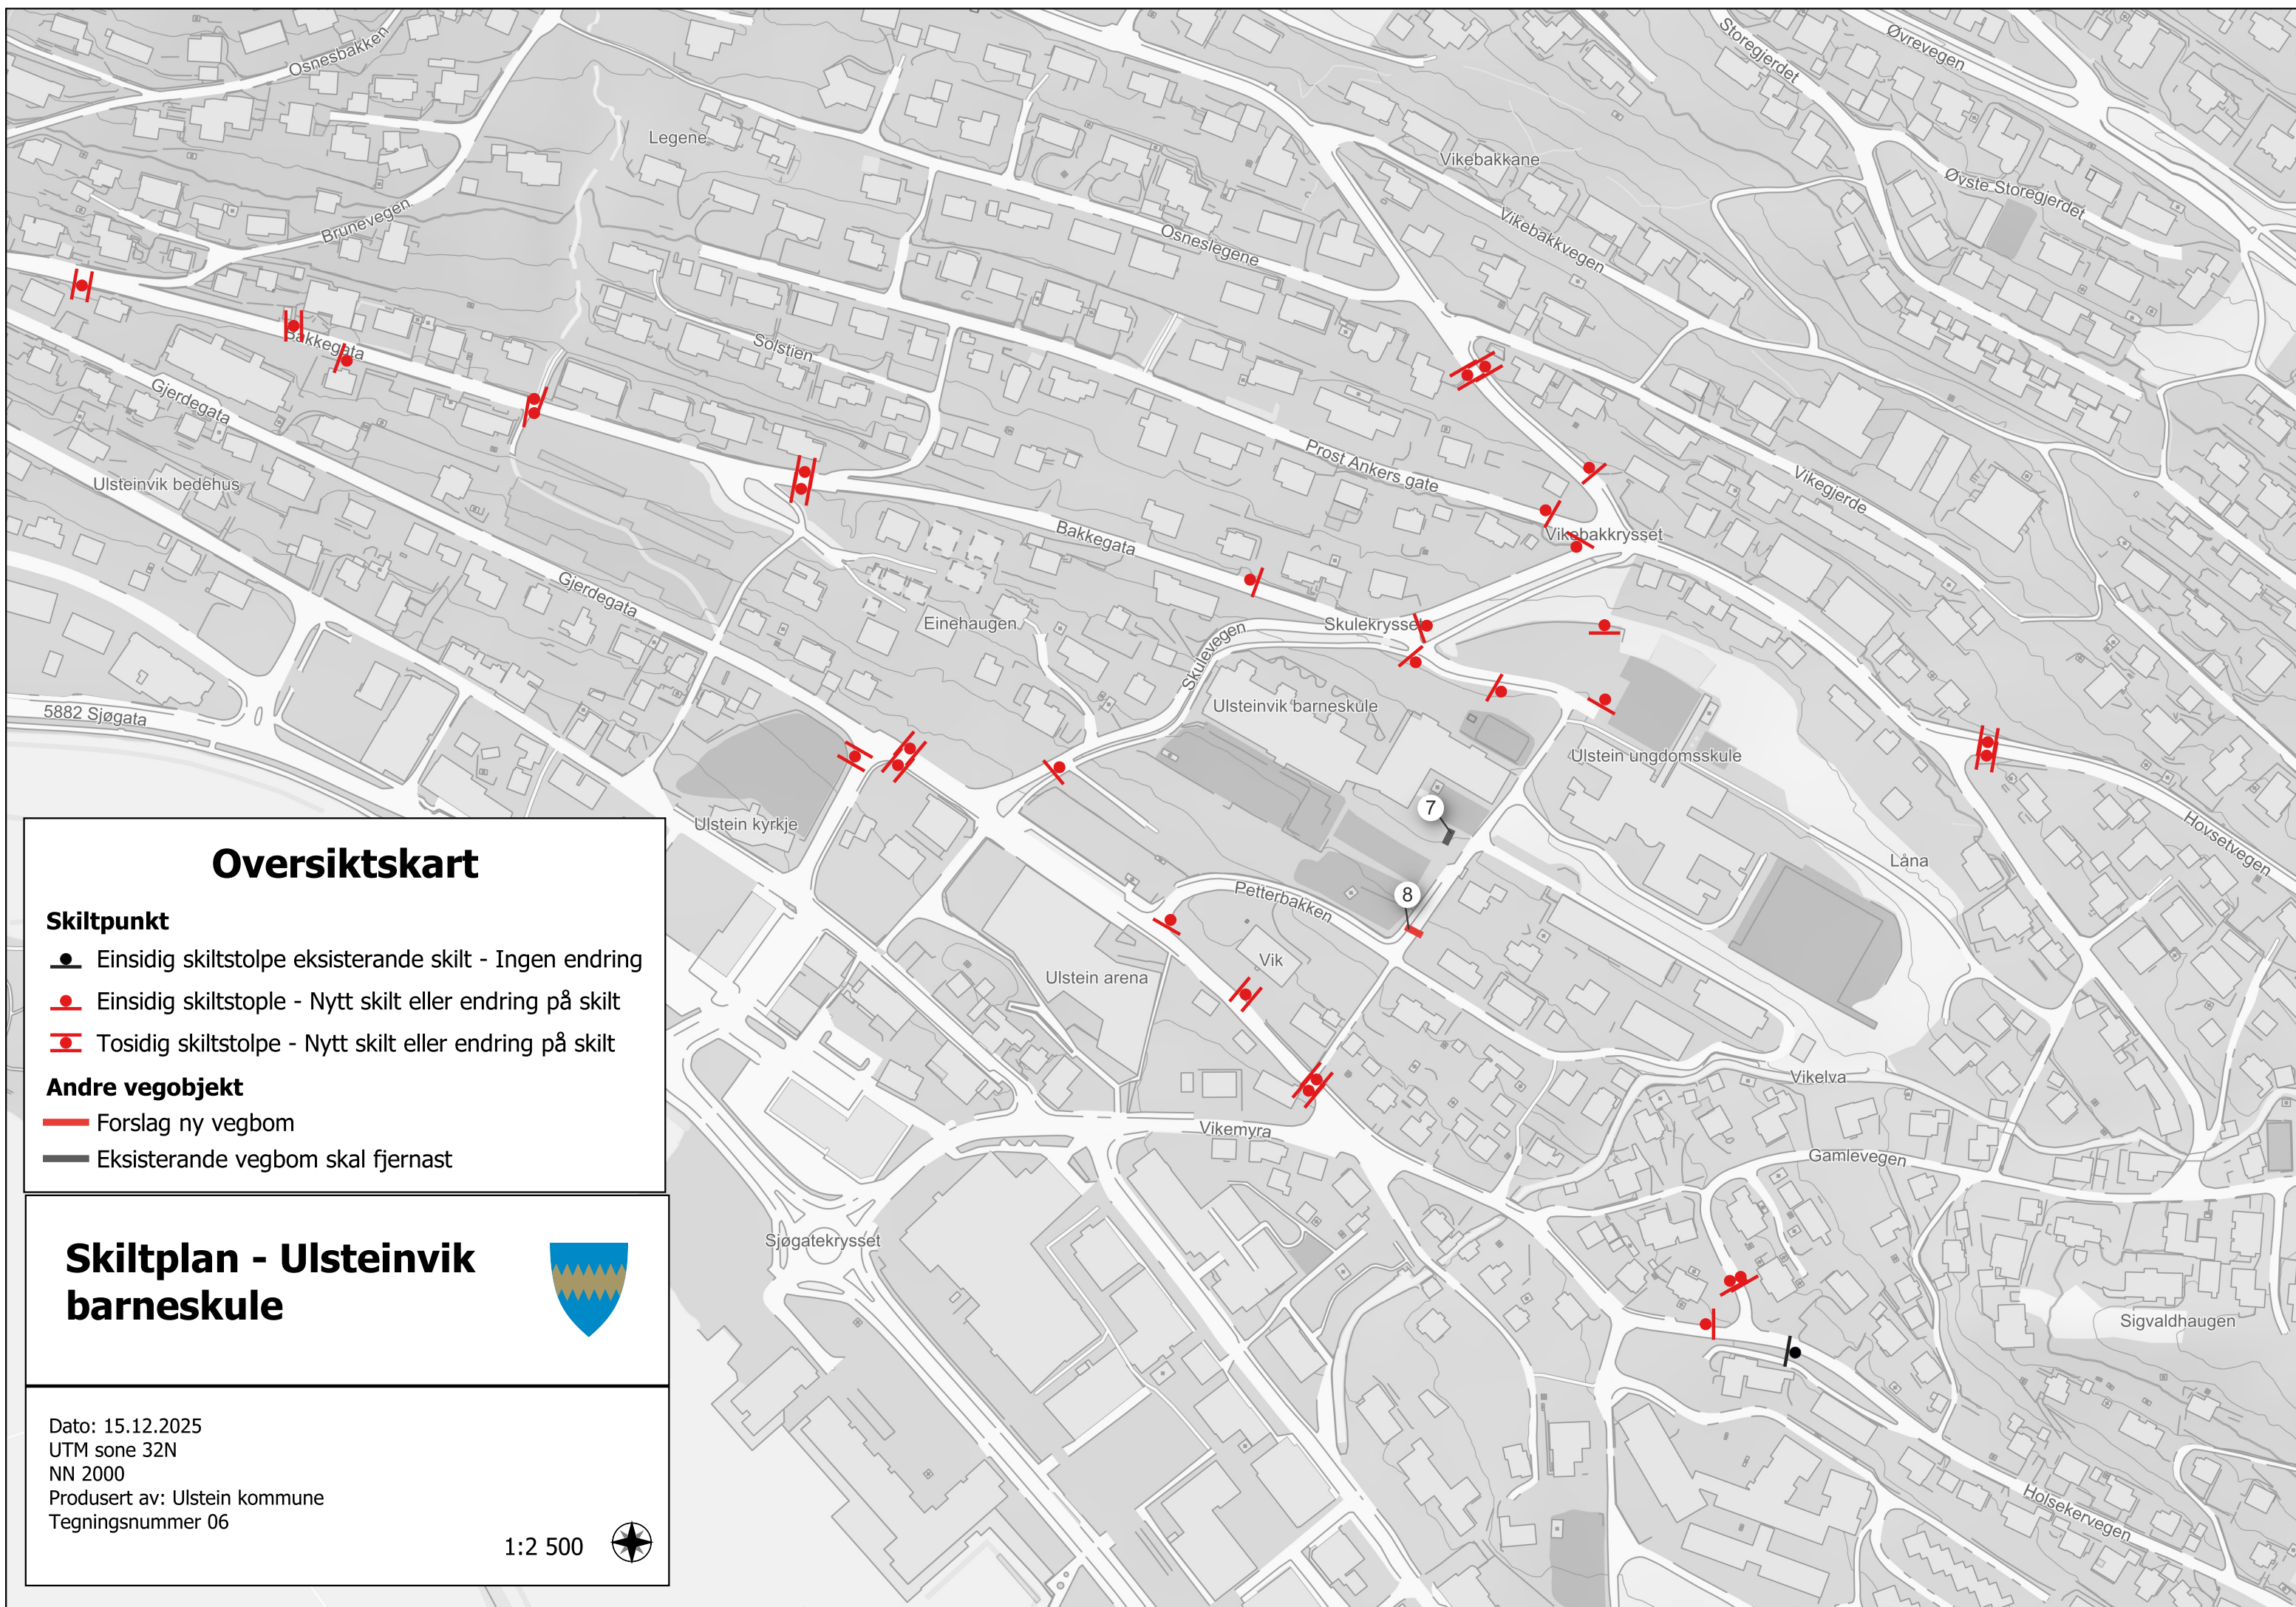 Osnesbakken
Storegjerdet
Øvrevegen
Legene
Vikebakkane
Øvste Storegjerdet
Brunevegen
Osneslegene
Vikebakkvegen
Bakkegata
Solstien
Gjerdegata
Prost Ankers gate
Vikegjerde
Ulsteinvik bedehus
Bakkegata
Vikebakkrysset
Gjerdegata
Einehaugen
Skulevegen
Skulekrysset
Ulsteinvik barneskule
5882 Sjøgata
Ulstein ungdomsskule
7
Ulstein kyrkje
Hovsetvegen
Låna
8
Petterbakken
Vik
Ulstein arena
Vikelva
Vikemyra
Gamlevegen
Sjøgatekrysset
Sigvaldhaugen
Holsekervegen
Oversiktskart
Skiltpunkt
Einsidig skiltstolpe eksisterande skilt - Ingen endring
Einsidig skiltstople - Nytt skilt eller endring på skilt
Tosidig skiltstolpe - Nytt skilt eller endring på skilt
Andre vegobjekt
Forslag ny vegbom
Eksisterande vegbom skal fjernast
Skiltplan - Ulsteinvik
barneskule
Dato: 15.12.2025
UTM sone 32N
NN 2000
Produsert av: Ulstein kommune
Tegningsnummer 06
1:2 500